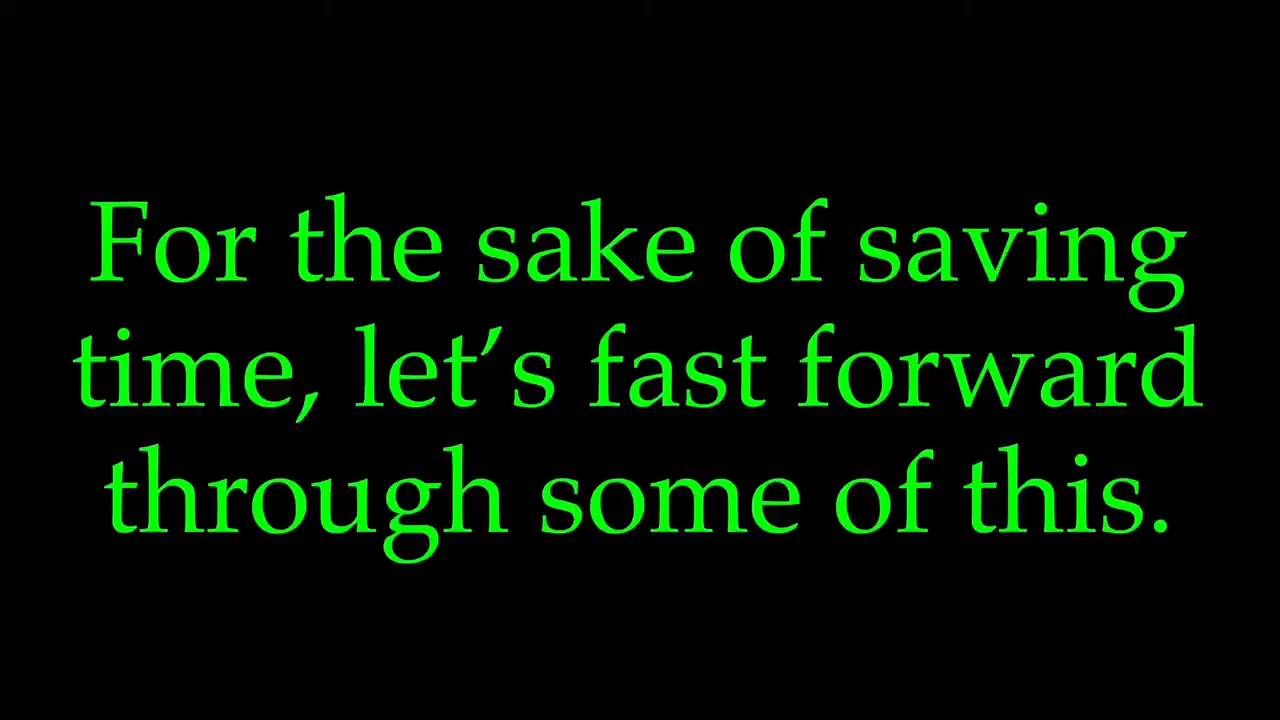 For the sake of saving
time, let’s fast forward
through some of this.